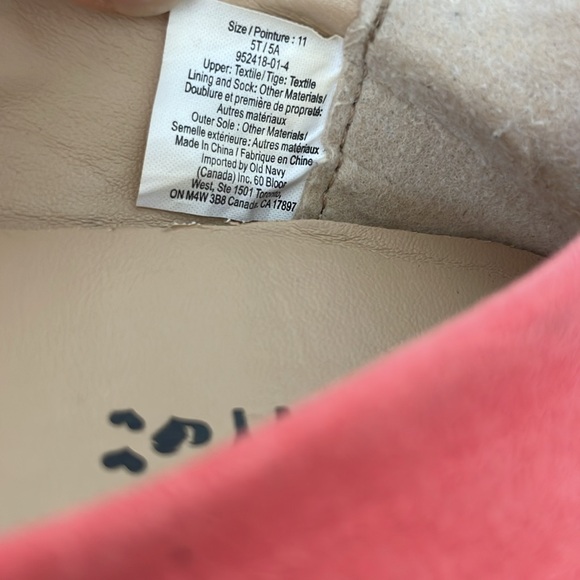 Size / Pointure : 11
5T / 5A
952418-01-4
Upper: Textile / Tige: Textile
Lining and Sock: Other Materials/
Doublure et première de propreté:
Autres matériaux
Outer Sole : Other Materials/
Semelle extérieure : Autres matériaux
Made In China / Fabrique en Chine
Imported by Old Navy
(Canada) Inc. 60 Bloor
West, Ste 1501
ON M4W 3B8 Canada CA 17897